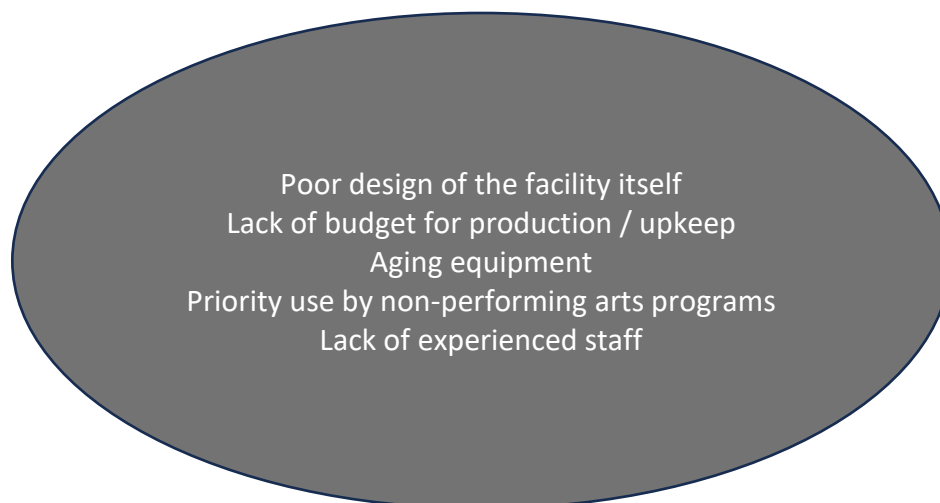 Poor design of the facility itself
Lack of budget for production / upkeep
Aging equipment
Priority use by non-performing arts programs
Lack of experienced staff